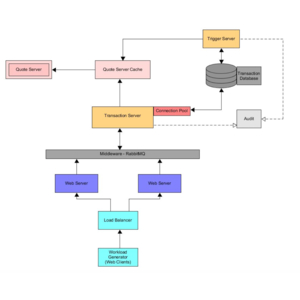 Trigger Server
Quote Server
Quote Server Cache
Transaction
Database
Transaction Server
Connection Pool
Audit
Middleware - RabbitMQ
Web Server
Web Server
Load Balancer
Workload
Generator
(Web Clients)